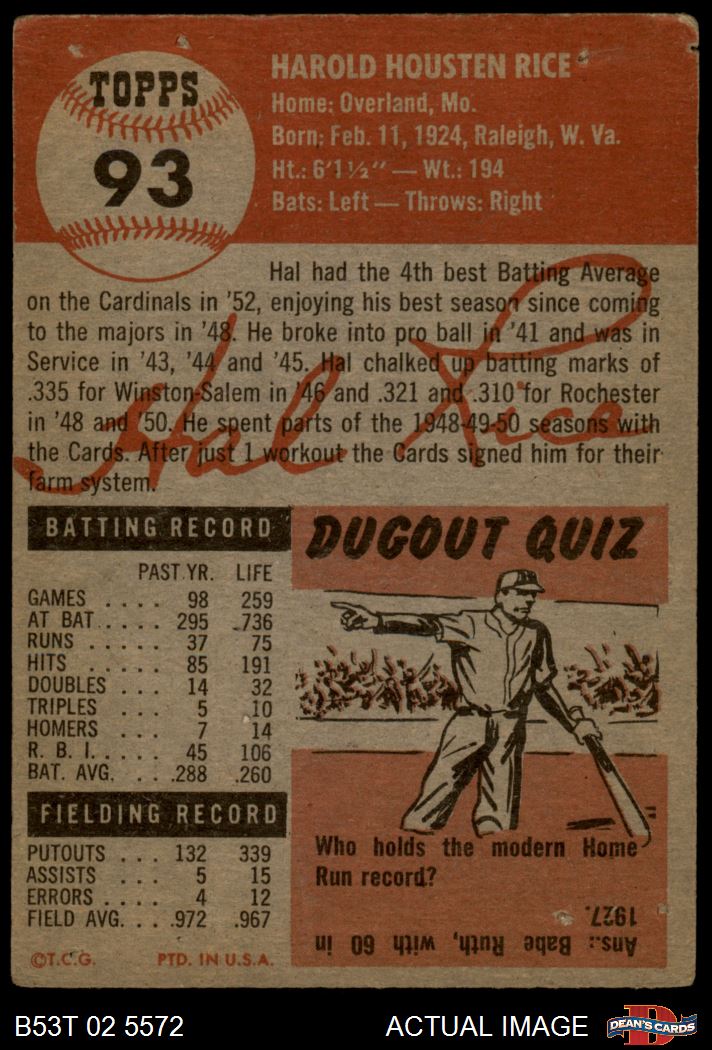 TOPPS
93
HAROLD HOUSTEN RICE
Home: Overland, Mo.
Born: Feb. 11, 1924, Raleigh, W. Va.
Ht.: 6'1½" — Wt.: 194
Bats: Left — Throws: Right
Hal had the 4th best Batting Average
on the Cardinals in '52, enjoying his best season since coming
to the majors in '48. He broke into pro ball in '41 and was in
Service in '43, '44 and '45. Hal chalked up batting marks of
.335 for Winston-Salem in '46 and .321 and .310 for Rochester
in '48 and '50. He spent parts of the 1948-49-50 seasons with
the Cards. After just 1 workout the Cards signed him for their
farm system.
Hal Rice
BATTING RECORD
PAST YR. LIFE
GAMES .... 98 259
AT BAT .... 295 .736
RUNS .... 37 75
HITS ..... 85 191
DOUBLES ... 14 32
TRIPLES ... 5 10
HOMERS ... 7 14
R. B. I. .... 45 106
BAT. AVG. ... .288 .260
FIELDING RECORD
PUTOUTS ... 132 339
ASSISTS ... 5 15
ERRORS ... 4 12
FIELD AVG. ... .972 .967
©T.C.G. PTD. IN U.S.A.
DUGOUT QUIZ
Who holds the modern Home
Run record?
Ans.: Babe Ruth, with 60 in
1927.
B53T 02 5572 ACTUAL IMAGE
DEAN'S CARDS